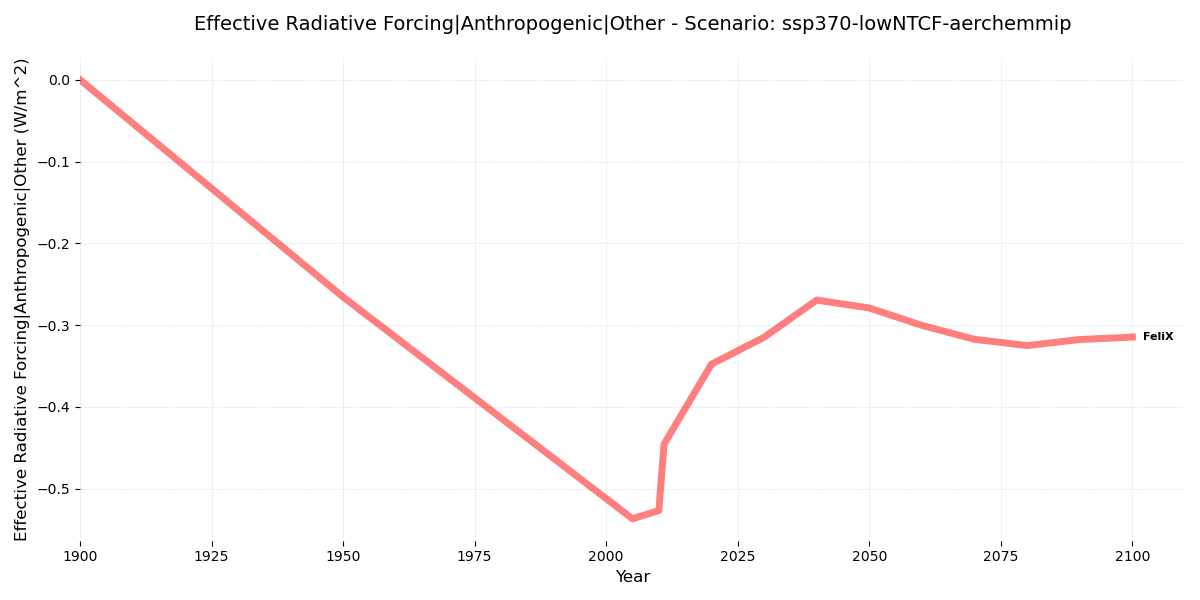 Effective Radiative Forcing|Anthropogenic|Other - Scenario: ssp370-lowNTCF-aerchemmip
Effective Radiative Forcing|Anthropogenic|Other (W/m^2)
0.0
−0.1
−0.2
−0.3
−0.4
−0.5
FeliX
1900 1925 1950 1975 2000 2025 2050 2075 2100
Year